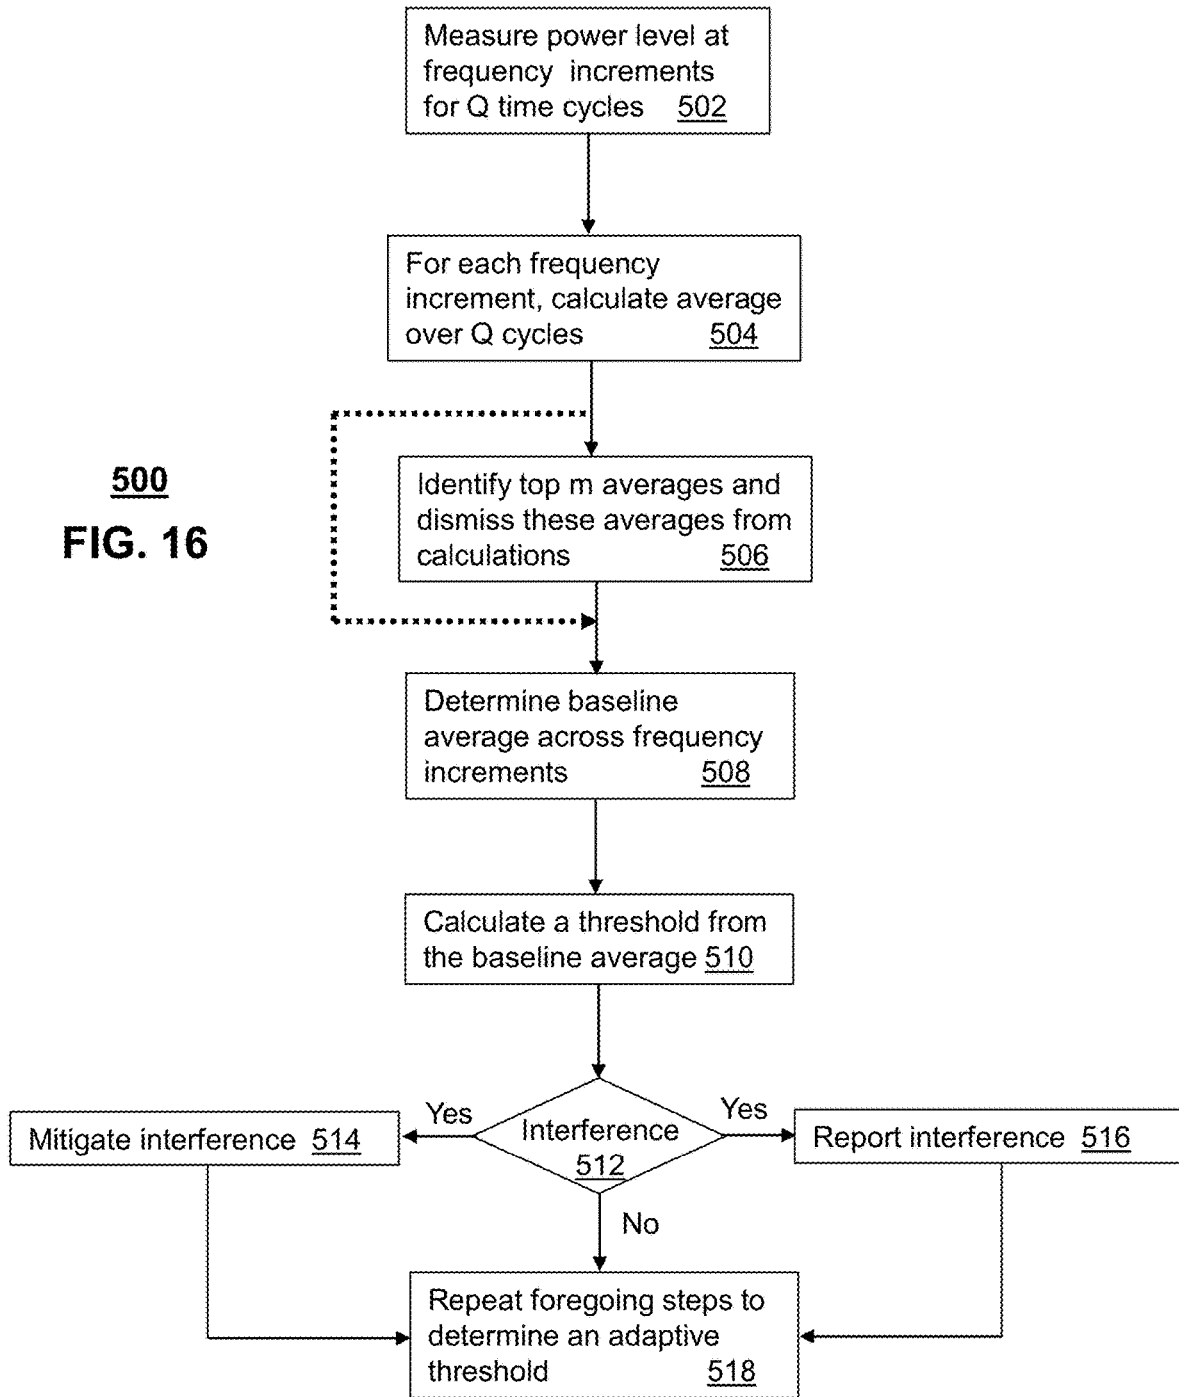 Measure power level at
frequency increments
for Q time cycles 502
For each frequency
increment, calculate average
over Q cycles 504
500
FIG. 16
Identify top m averages and
dismiss these averages from
calculations 506
Determine baseline
average across frequency
increments 508
Calculate a threshold from
the baseline average 510
Yes
Yes
Mitigate interference 514
Interference
512
Report interference 516
No
Repeat foregoing steps to
determine an adaptive
threshold 518